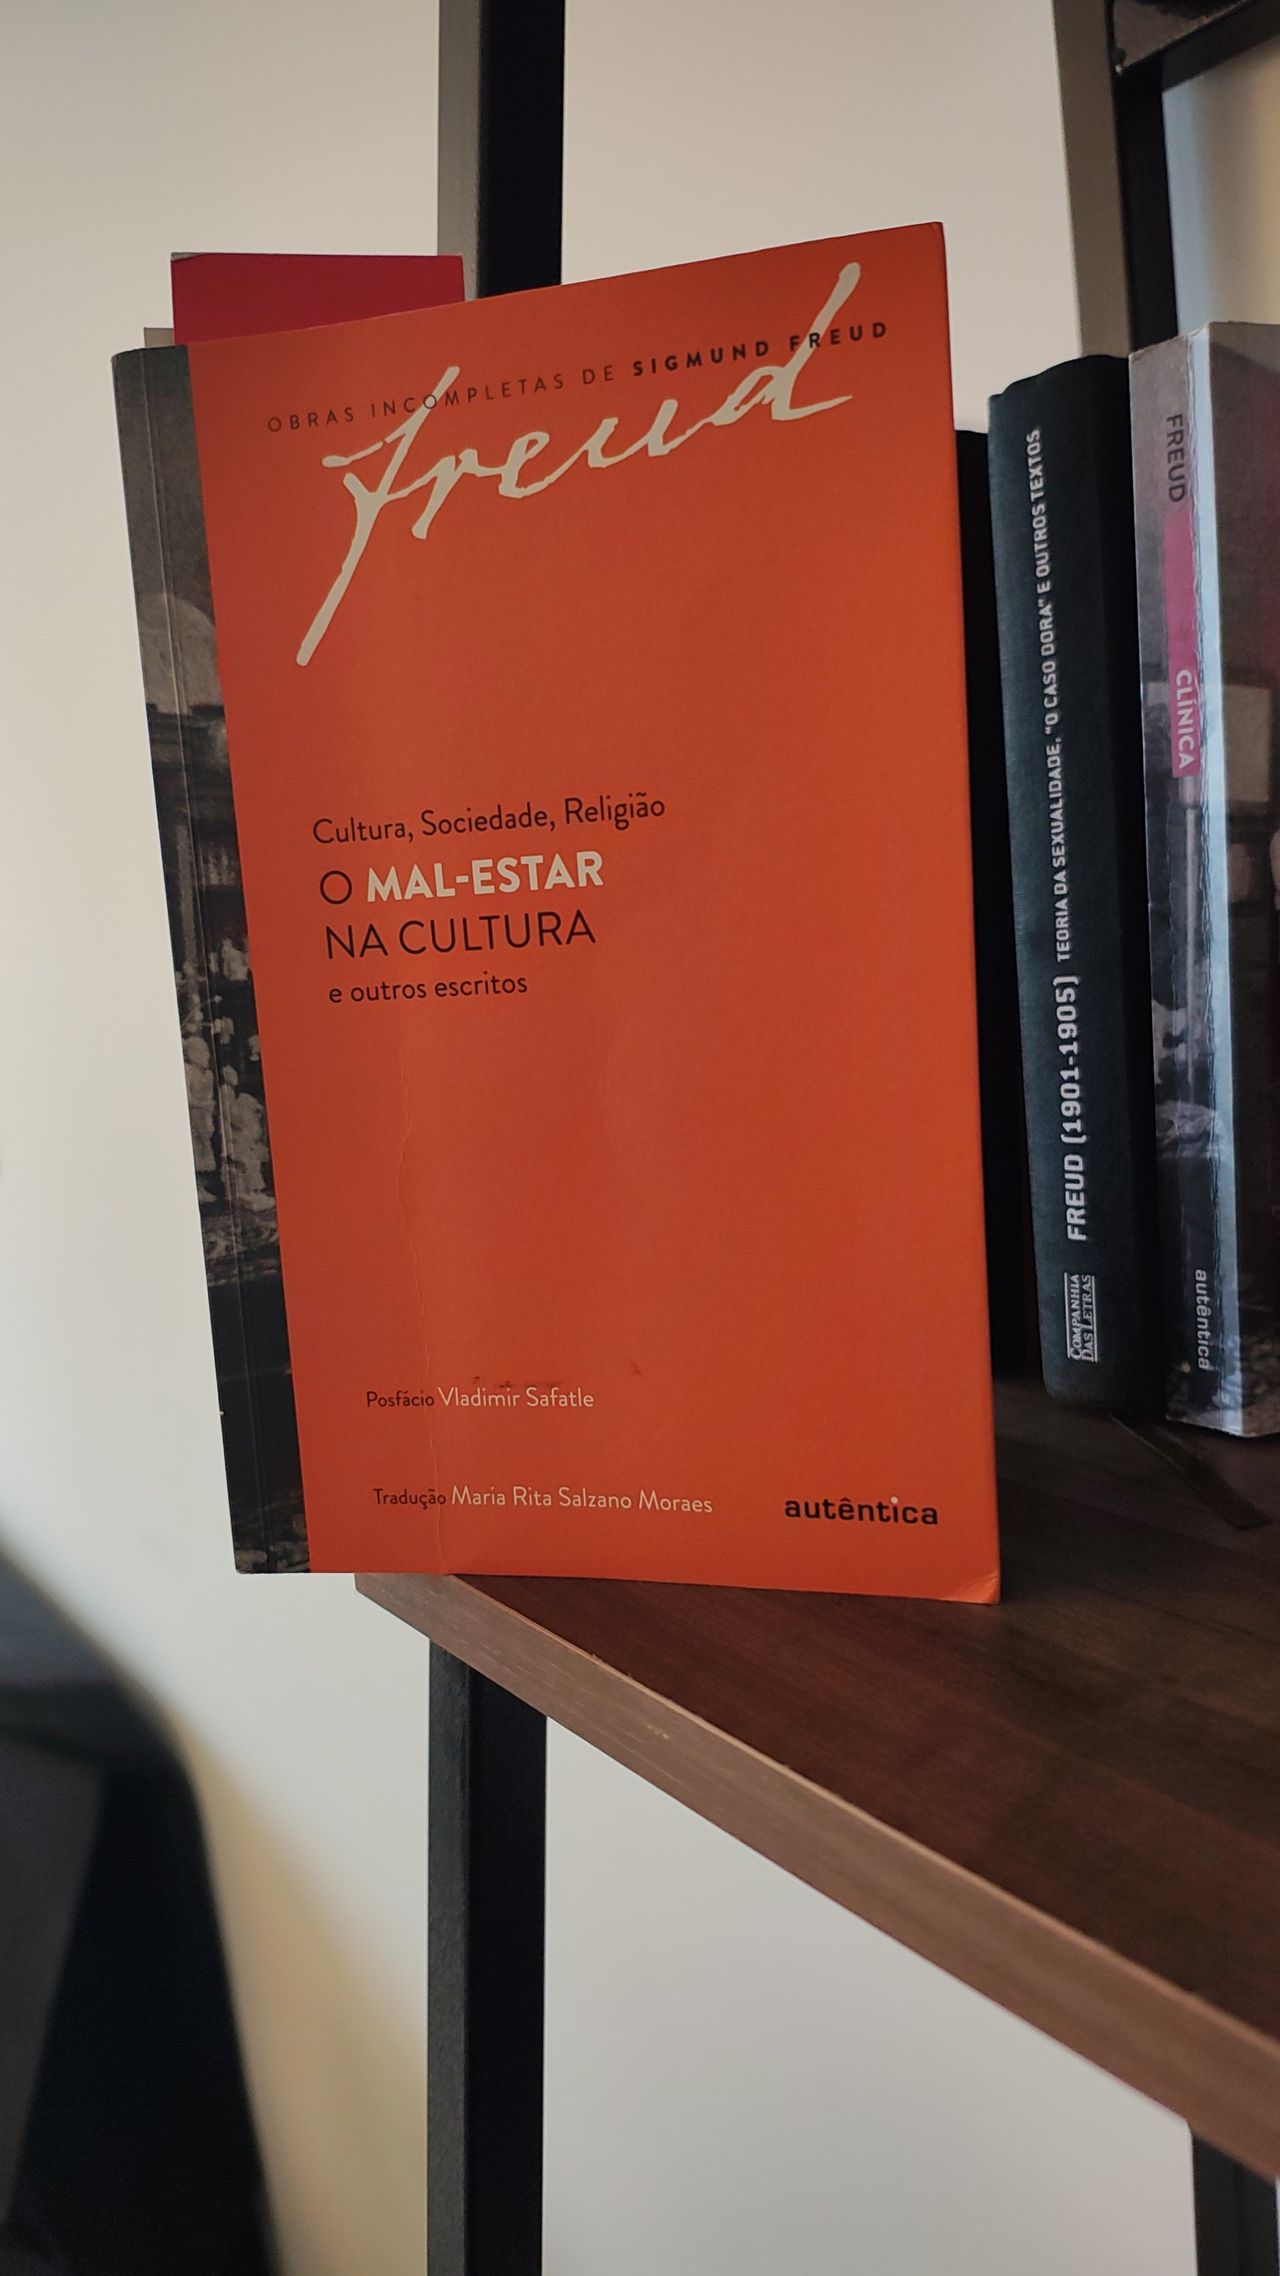 OBRAS INCOMPLETAS DE SIGMUND FREUD
freud
Cultura, Sociedade, Religião
O MAL-ESTAR
NA CULTURA
e outros escritos
Posfácio Vladimir Safatle
Tradução Maria Rita Salzano Moraes
autêntica
FREUD (1901-1905) TEORIA DA SEXUALIDADE, "O CASO DORA" E OUTROS TEXTOS
COMPANHIA
DAS LETRAS
FREUD
CLÍNICA
autêntica